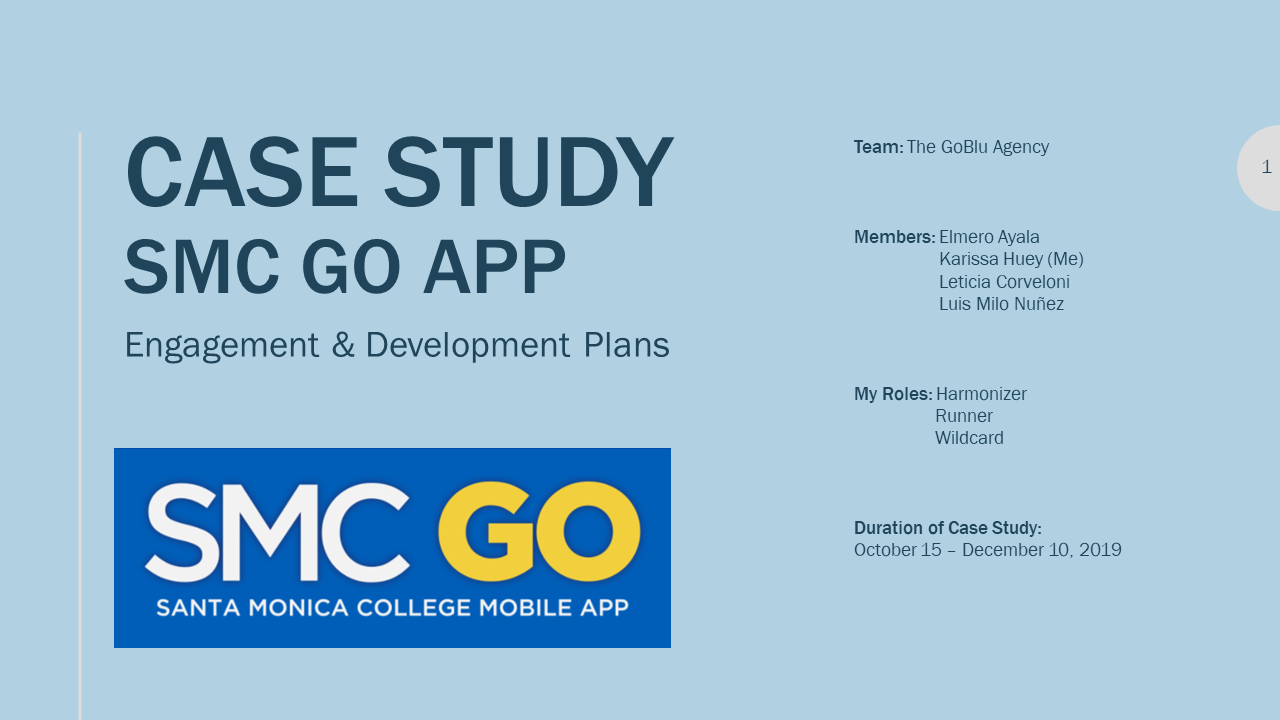 CASE STUDY
SMC GO APP
Engagement & Development Plans
SMC GO
SANTA MONICA COLLEGE MOBILE APP
Team: The GoBlu Agency
Members: Elmero Ayala
Karissa Huey (Me)
Leticia Corveloni
Luis Milo Nuñez
My Roles: Harmonizer
Runner
Wildcard
Duration of Case Study:
October 15 – December 10, 2019
1